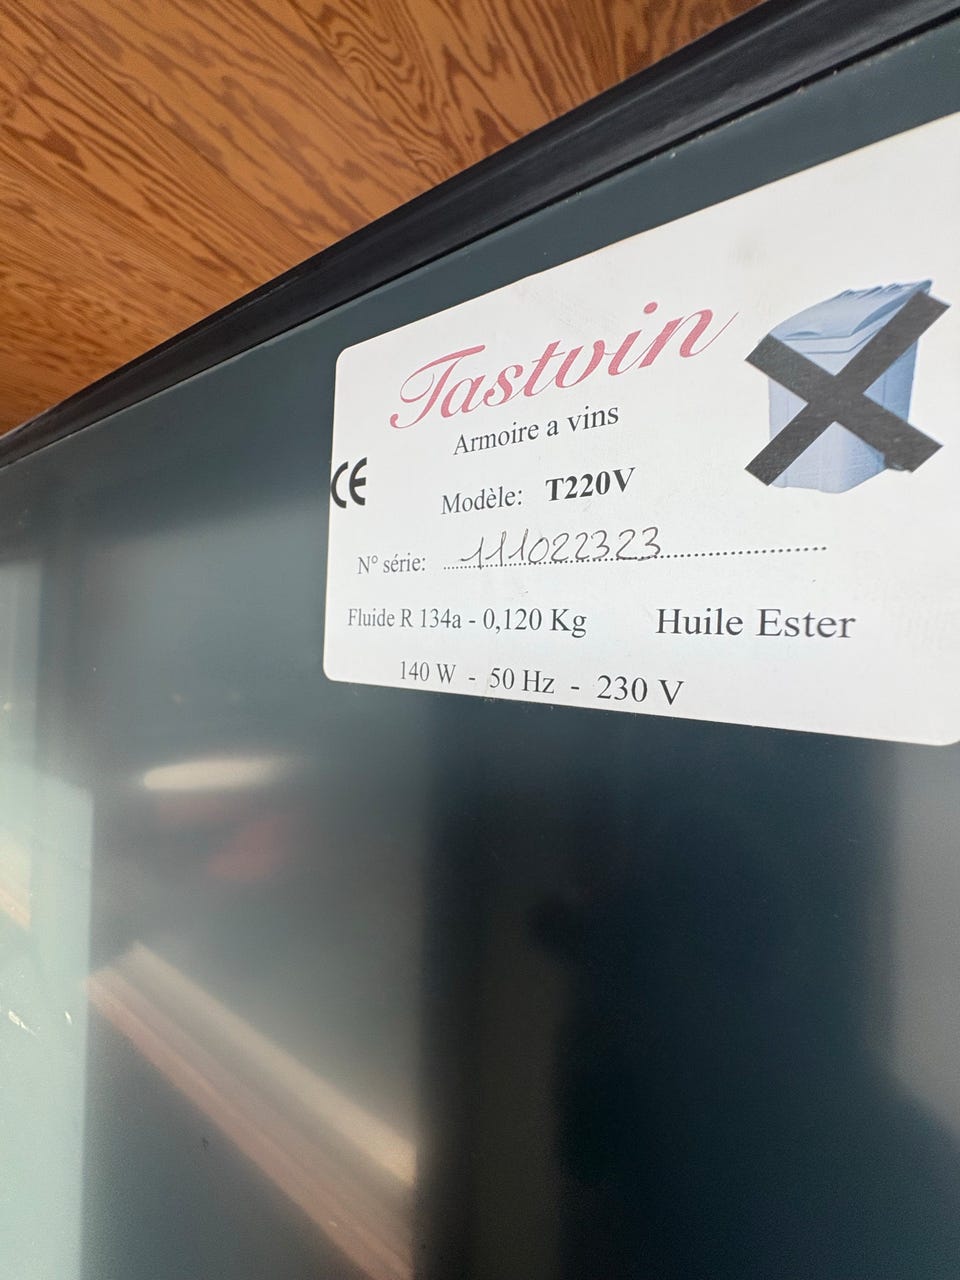 Tastvin
Armoire a vins
CE
Modèle: T220V
N° série: 111022323
Fluide R 134a - 0,120 Kg Huile Ester
140 W - 50 Hz - 230 V